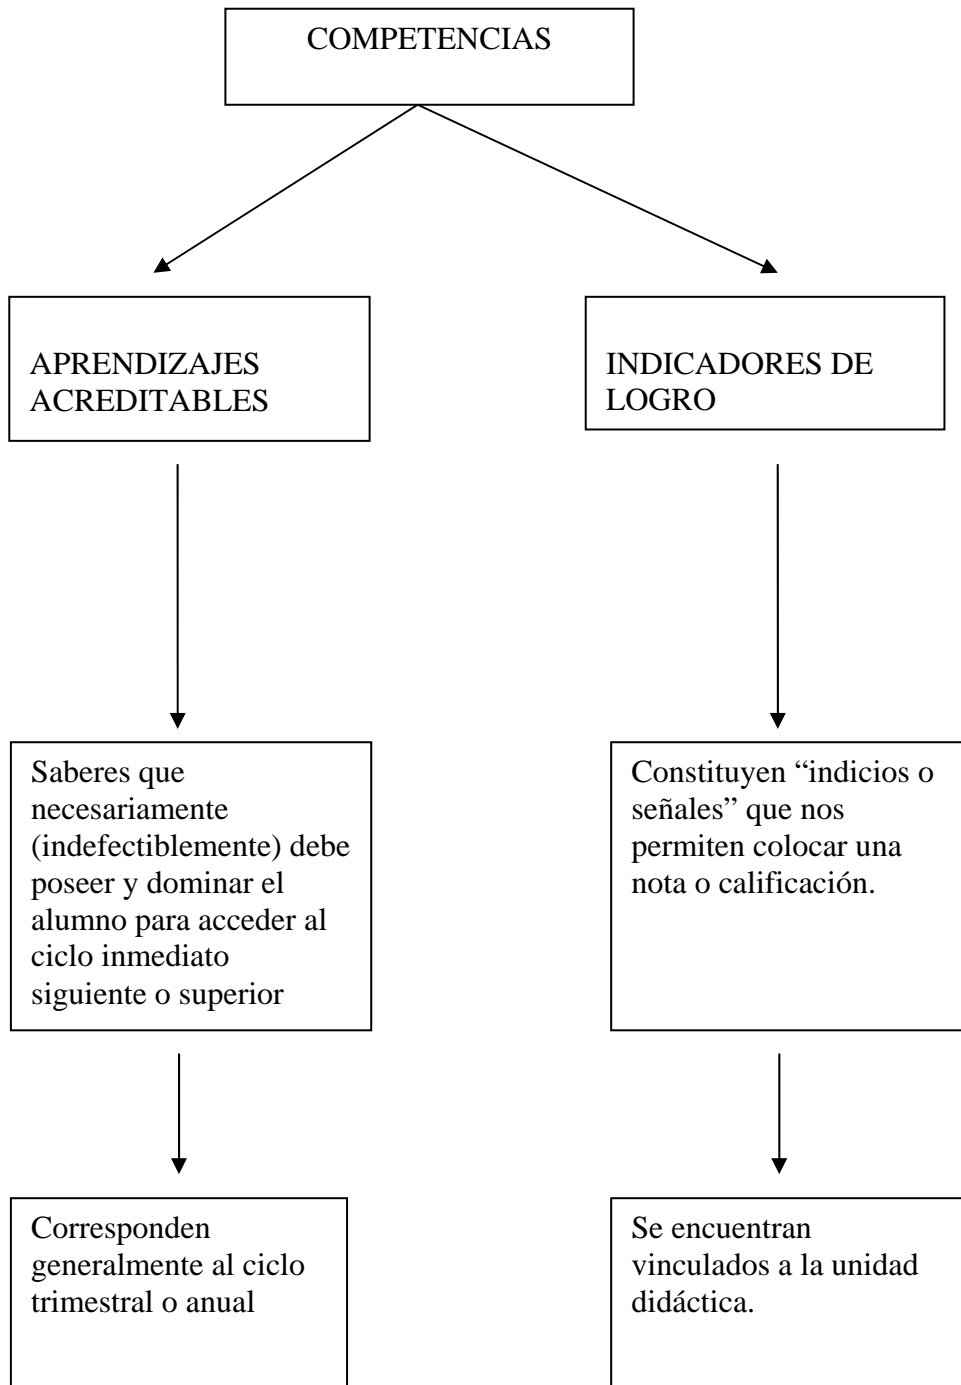 COMPETENCIAS
APRENDIZAJES
ACREDITABLES
INDICADORES DE
LOGRO
Saberes que
necesariamente
(indefectiblemente) debe
poseer y dominar el
alumno para acceder al
ciclo inmediato
siguiente o superior
Constituyen “indicios o
señales” que nos
permiten colocar una
nota o calificación.
Corresponden
generalmente al ciclo
trimestral o anual
Se encuentran
vinculados a la unidad
didáctica.